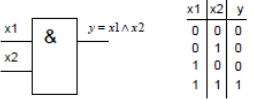 x1
x2
&
y = x1∧x2
x1 x2 y
0 0 0
0 1 0
1 0 0
1 1 1